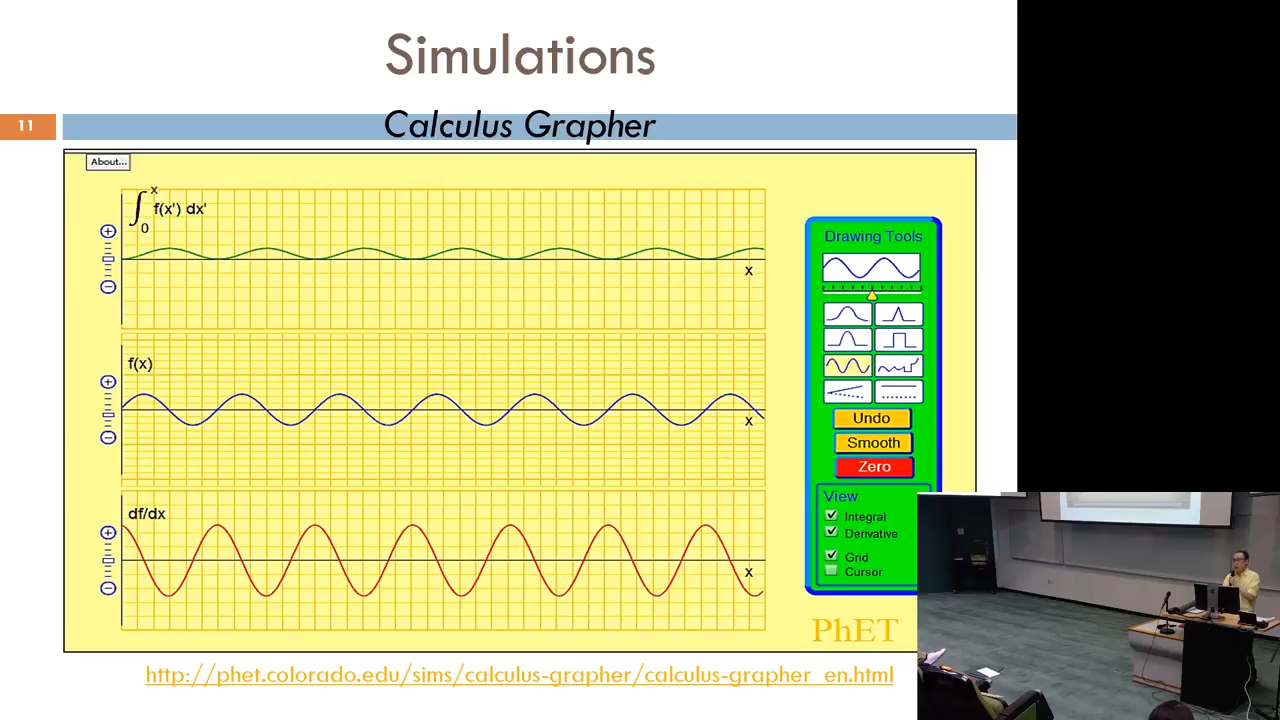 Simulations
11
Calculus Grapher
About...
∫
x
0
f(x') dx'
x
f(x)
x
df/dx
x
Drawing Tools
Undo
Smooth
Zero
View
Integral
Derivative
Grid
Cursor
PhET
http://phet.colorado.edu/sims/calculus-grapher/calculus-grapher_en.html